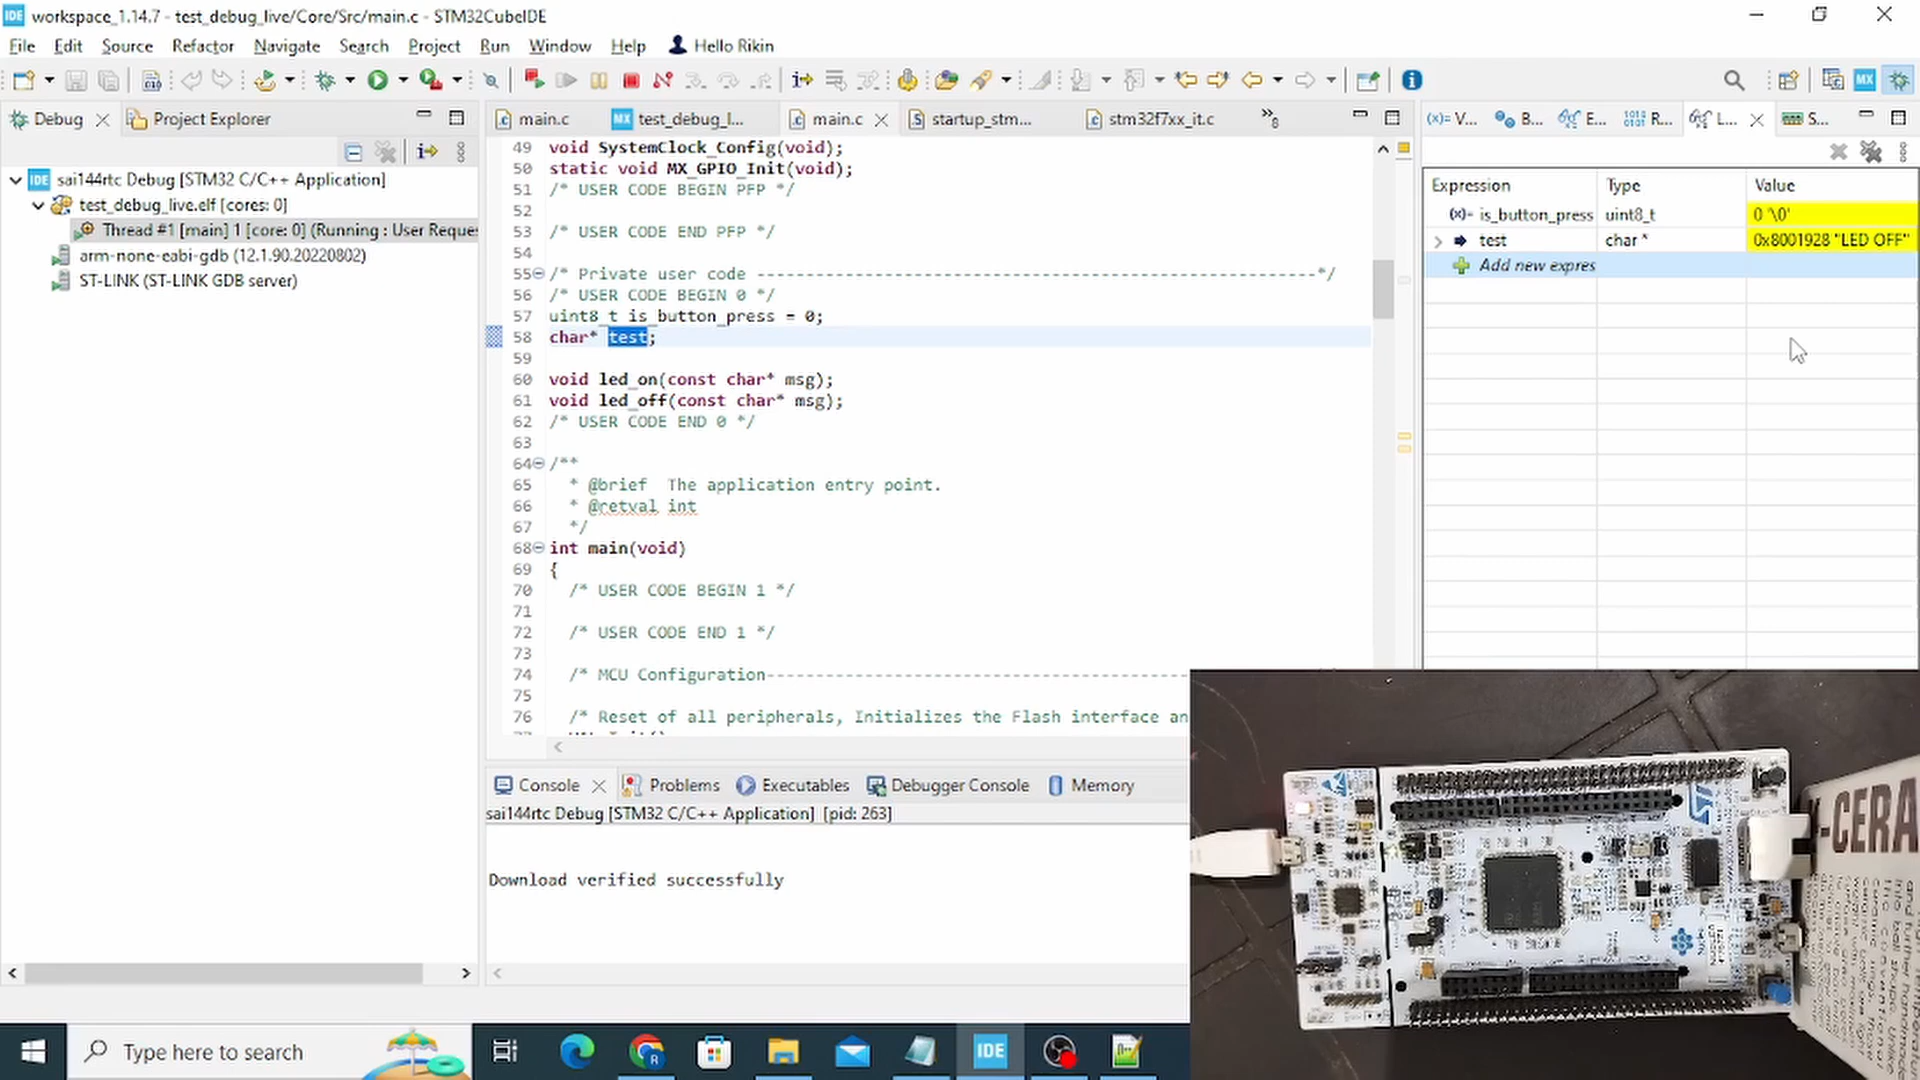 IDE workspace_1.14.7 - test_debug_live/Core/Src/main.c - STM32CubeIDE
File Edit Source Refactor Navigate Search Project Run Window Help Hello Rikin
Debug Project Explorer
sai144rtc Debug [STM32 C/C++ Application]
test_debug_live.elf [cores: 0]
Thread #1 [main] 1 [core: 0] (Running : User Reques
arm-none-eabi-gdb (12.1.90.20220802)
ST-LINK (ST-LINK GDB server)
main.c MX test_debug_l... main.c startup_stm... stm32f7xx_it.c
49 void SystemClock_Config(void);
50 static void MX_GPIO_Init(void);
51 /* USER CODE BEGIN PFP */
52
53 /* USER CODE END PFP */
54
55 /* Private user code ---------------------------------------------------------*/
56 /* USER CODE BEGIN 0 */
57 uint8_t is_button_press = 0;
58 char* test;
59
60 void led_on(const char* msg);
61 void led_off(const char* msg);
62 /* USER CODE END 0 */
63
64 /**
65 * @brief The application entry point.
66 * @retval int
67 */
68 int main(void)
69 {
70 /* USER CODE BEGIN 1 */
71
72 /* USER CODE END 1 */
73
74 /* MCU Configuration-------------------------------------------
75
76 /* Reset of all peripherals, Initializes the Flash interface an
(x)= V... B... E... R... L... S...
Expression Type Value
(x)= is_button_press uint8_t 0 '\0'
test char * 0x8001928 "LED OFF"
Add new expres
Console Problems Executables Debugger Console Memory
sai144rtc Debug [STM32 C/C++ Application] [pid: 263]
Download verified successfully
-CERA
Type here to search
IDE